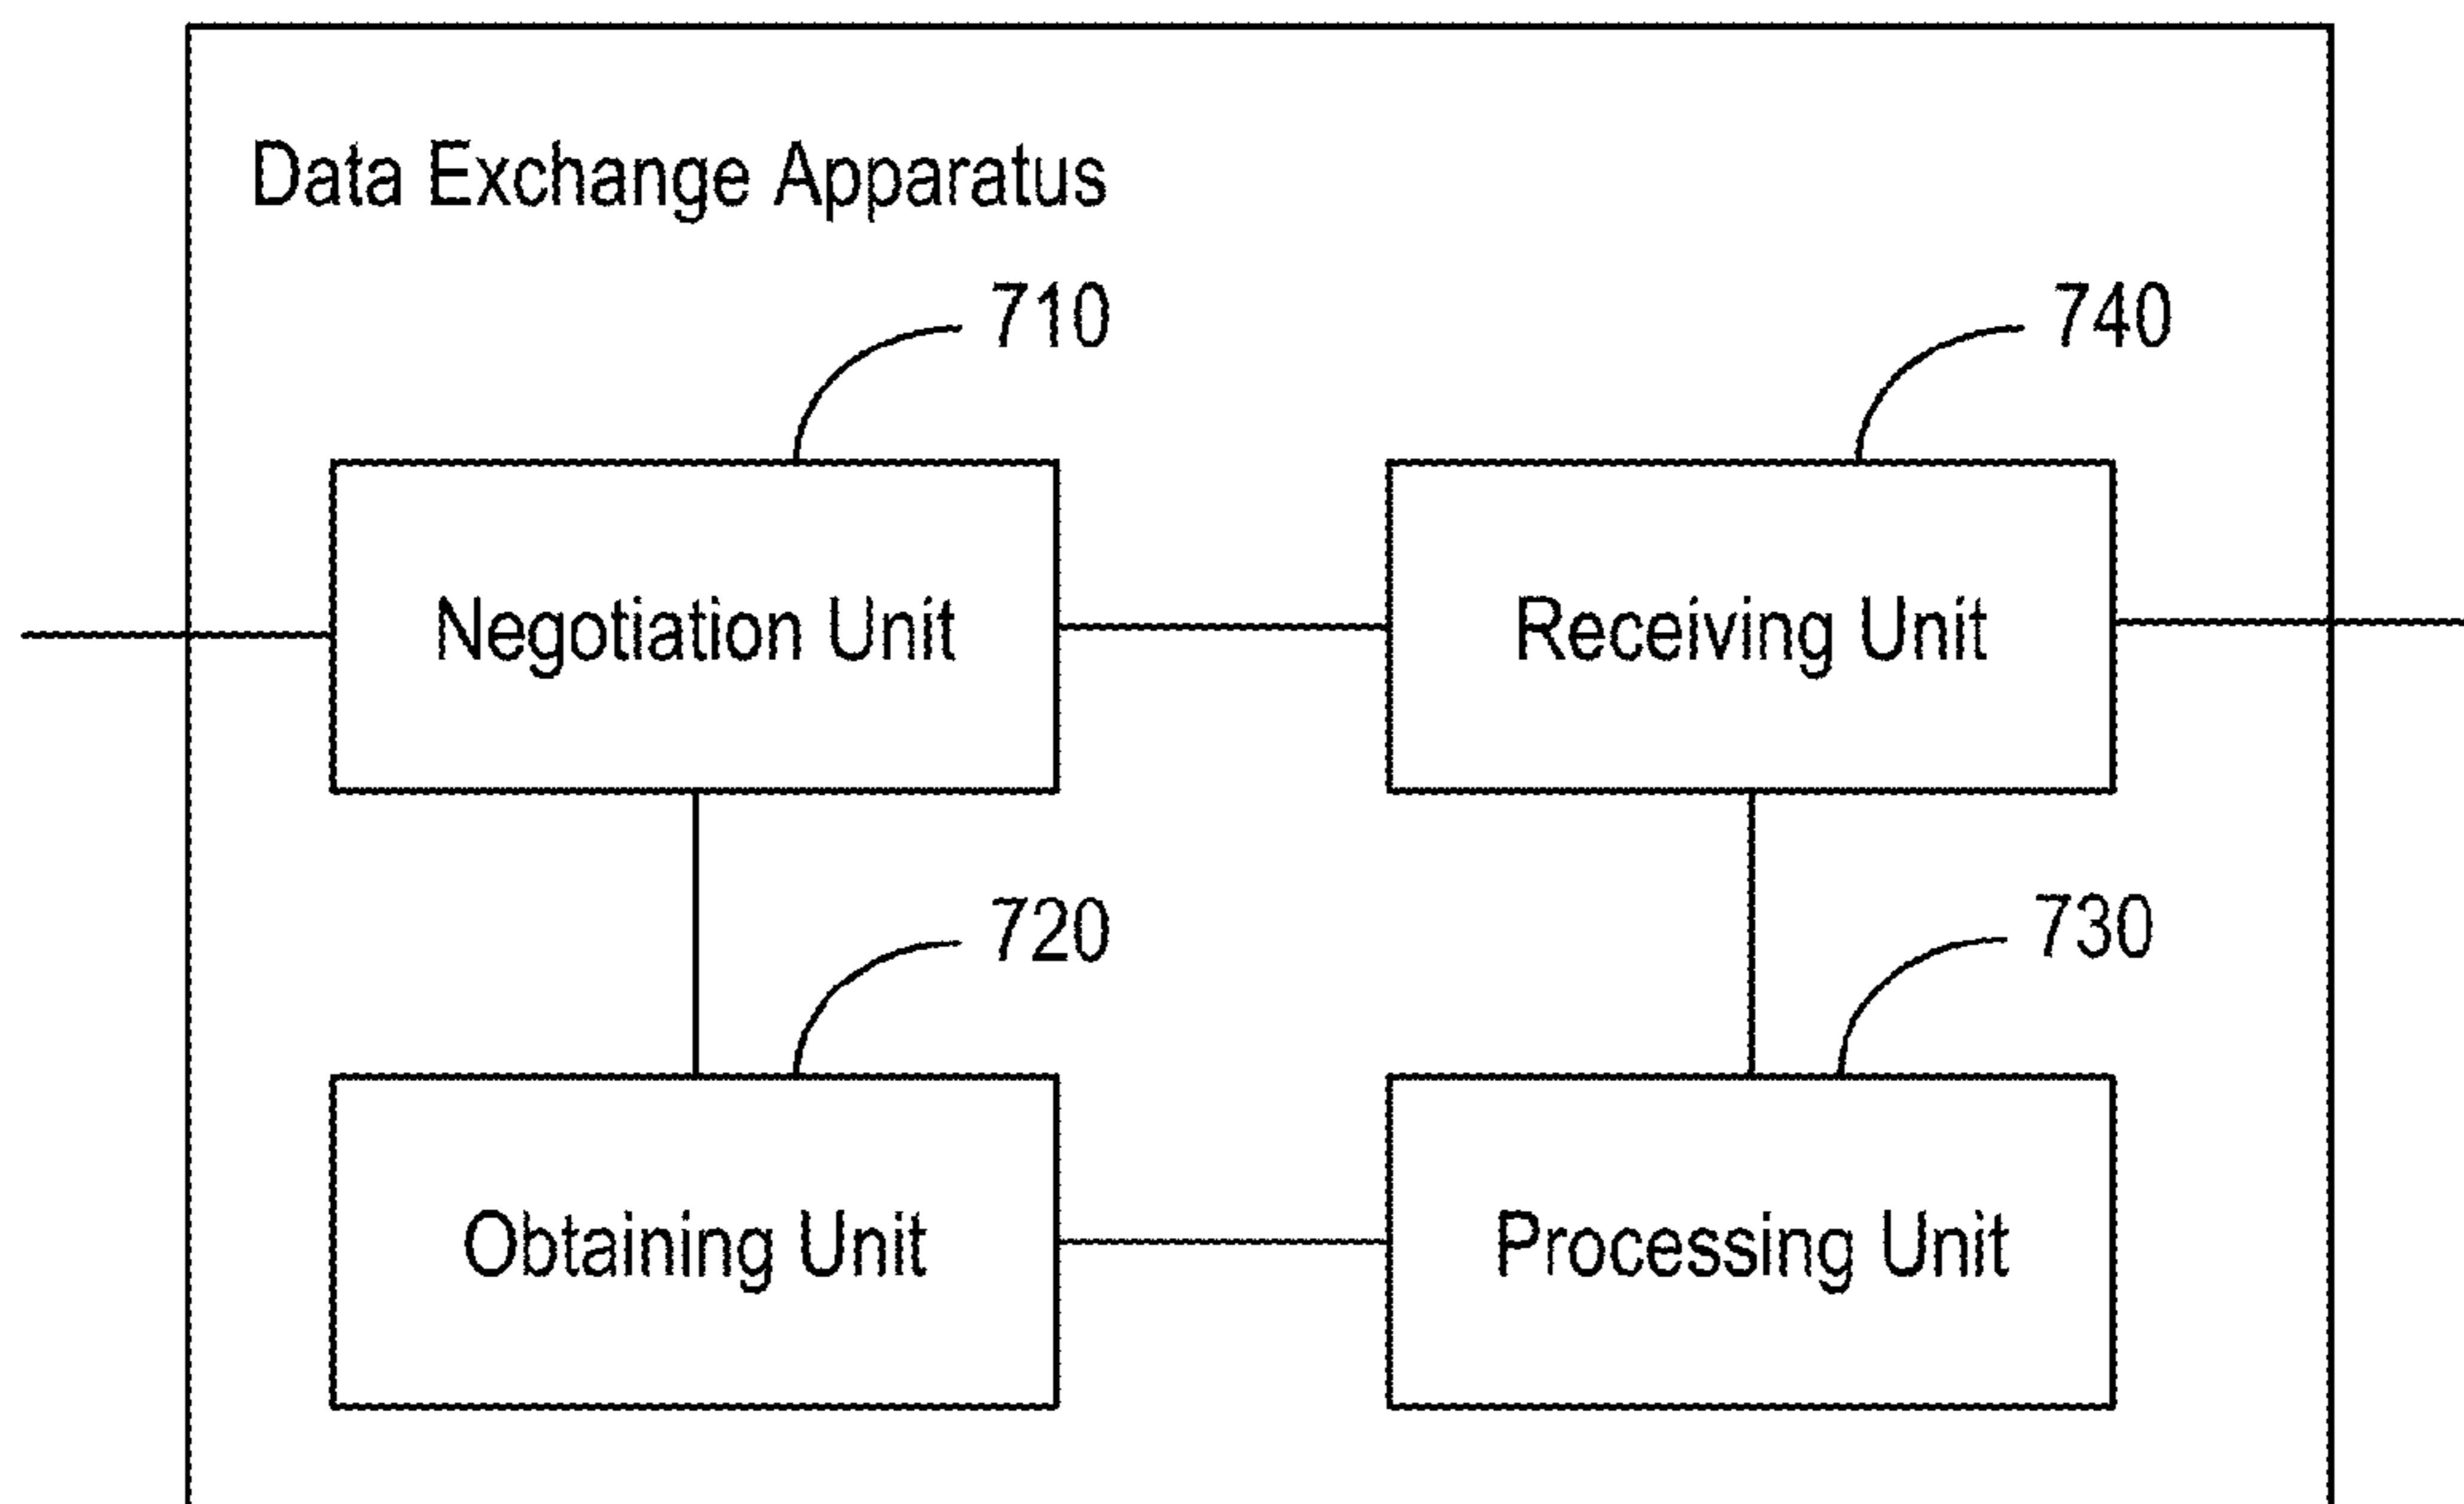 Data Exchange Apparatus
710
740
Negotiation Unit
Receiving Unit
720
730
Obtaining Unit
Processing Unit